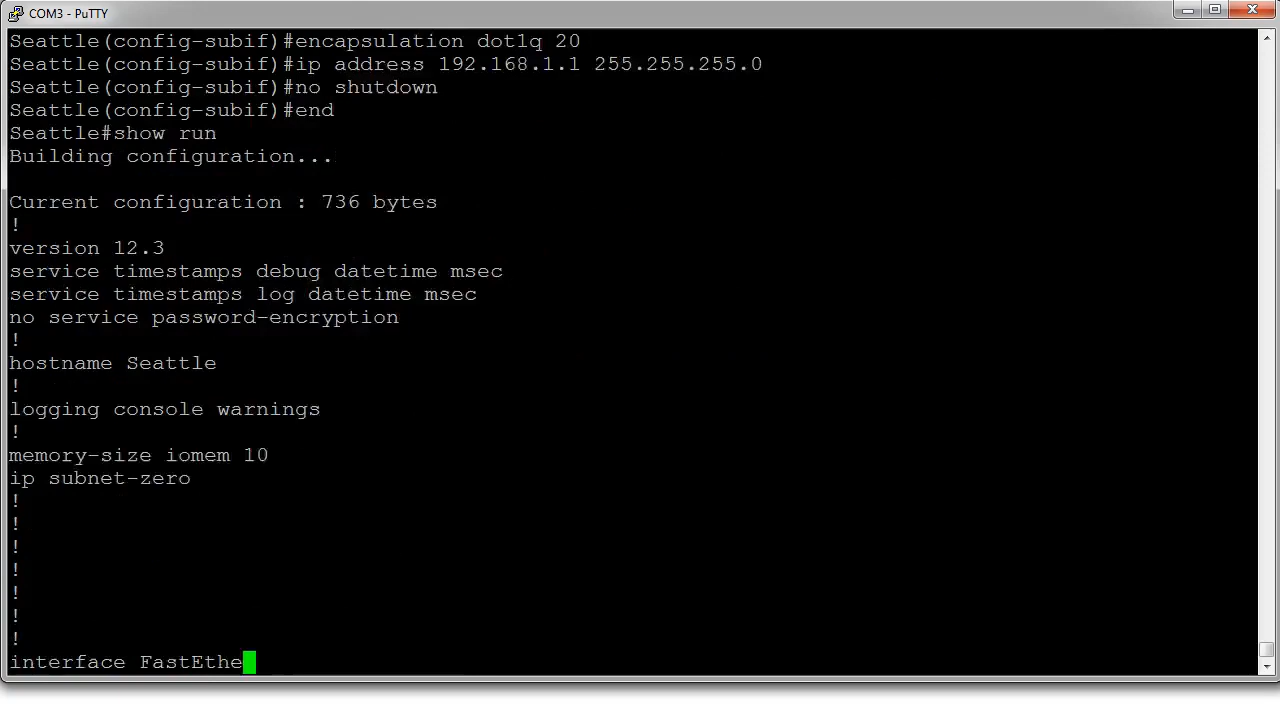 COM3 - PuTTY
Seattle(config-subif)#encapsulation dot1q 20
Seattle(config-subif)#ip address 192.168.1.1 255.255.255.0
Seattle(config-subif)#no shutdown
Seattle(config-subif)#end
Seattle#show run
Building configuration...
Current configuration : 736 bytes
!
version 12.3
service timestamps debug datetime msec
service timestamps log datetime msec
no service password-encryption
!
hostname Seattle
!
logging console warnings
!
memory-size iomem 10
ip subnet-zero
!
!
!
!
!
!
!
interface FastEthe